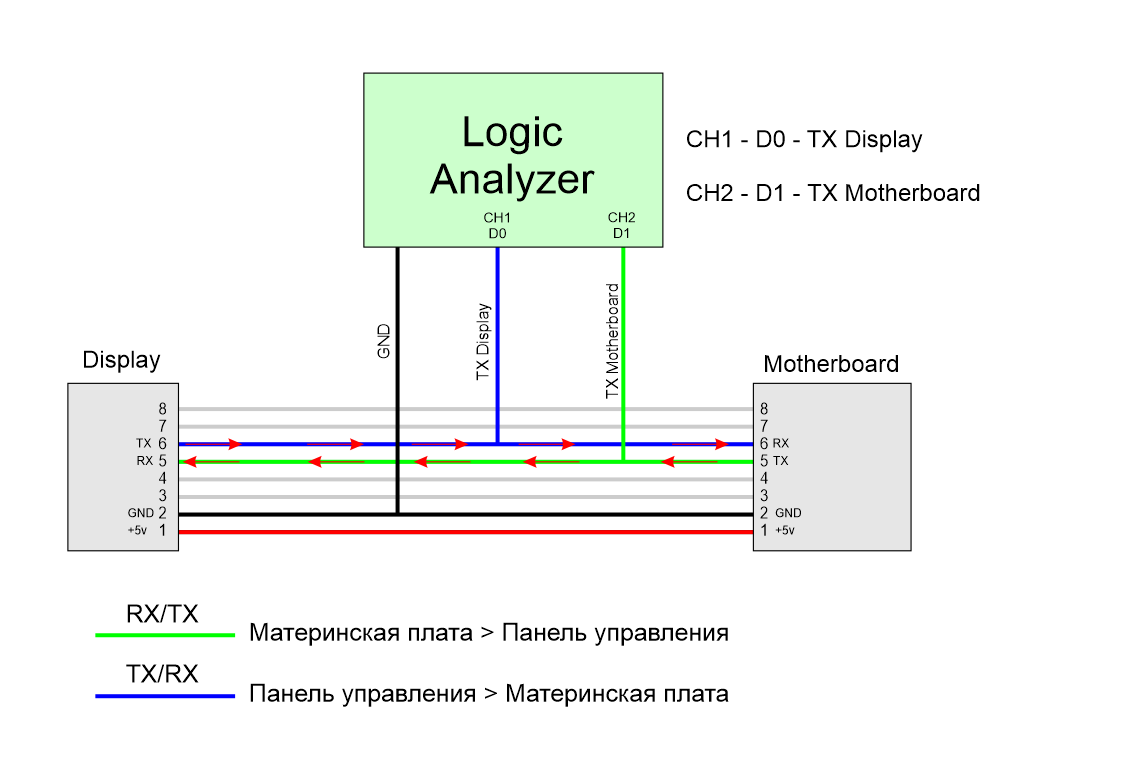 Logic
Analyzer
CH1 - D0 - TX Display
CH2 - D1 - TX Motherboard
CH1
D0
CH2
D1
GND
TX Display
TX Motherboard
Display
Motherboard
8
7
TX 6
RX 5
4
3
GND 2
+5v 1
8
7
6 RX
5 TX
4
3
2 GND
1 +5v
RX/TX
Материнская плата > Панель управления
TX/RX
Панель управления > Материнская плата